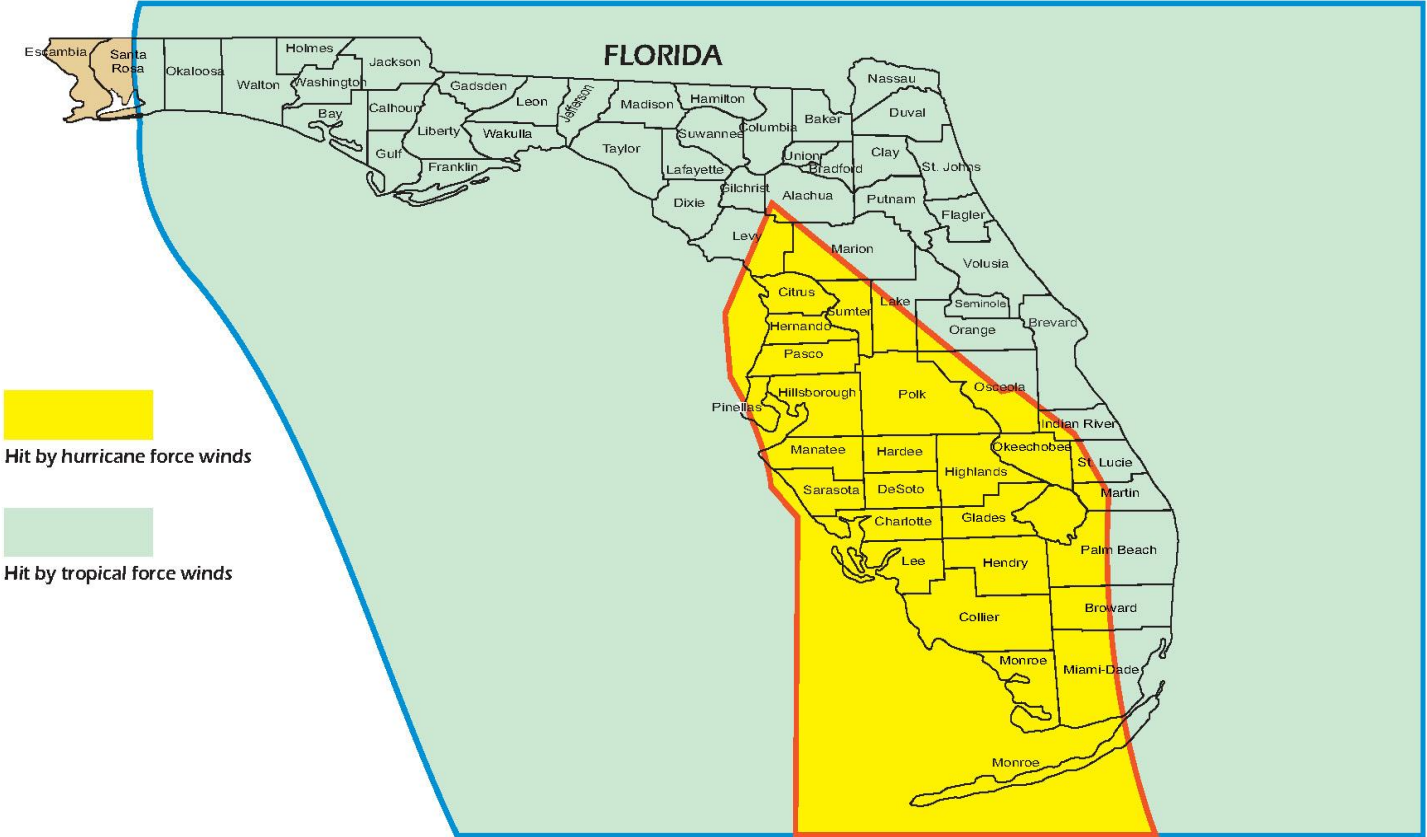 FLORIDA
Escambia
Santa
Rosa
Okaloosa
Walton
Holmes
Washington
Jackson
Bay
Calhoun
Gulf
Liberty
Gadsden
Franklin
Leon
Wakulla
Jefferson
Madison
Taylor
Hamilton
Suwannee
Lafayette
Dixie
Columbia
Gilchrist
Baker
Union
Bradford
Alachua
Nassau
Duval
Clay
St. Johns
Putnam
Flagler
Levy
Marion
Volusia
Citrus
Sumter
Lake
Seminole
Orange
Brevard
Hernando
Pasco
Pinellas
Hillsborough
Polk
Osceola
Indian River
Manatee
Hardee
Highlands
Okeechobee
St. Lucie
Sarasota
DeSoto
Martin
Charlotte
Glades
Lee
Hendry
Palm Beach
Collier
Broward
Monroe
Miami-Dade
Monroe
Hit by hurricane force winds
Hit by tropical force winds